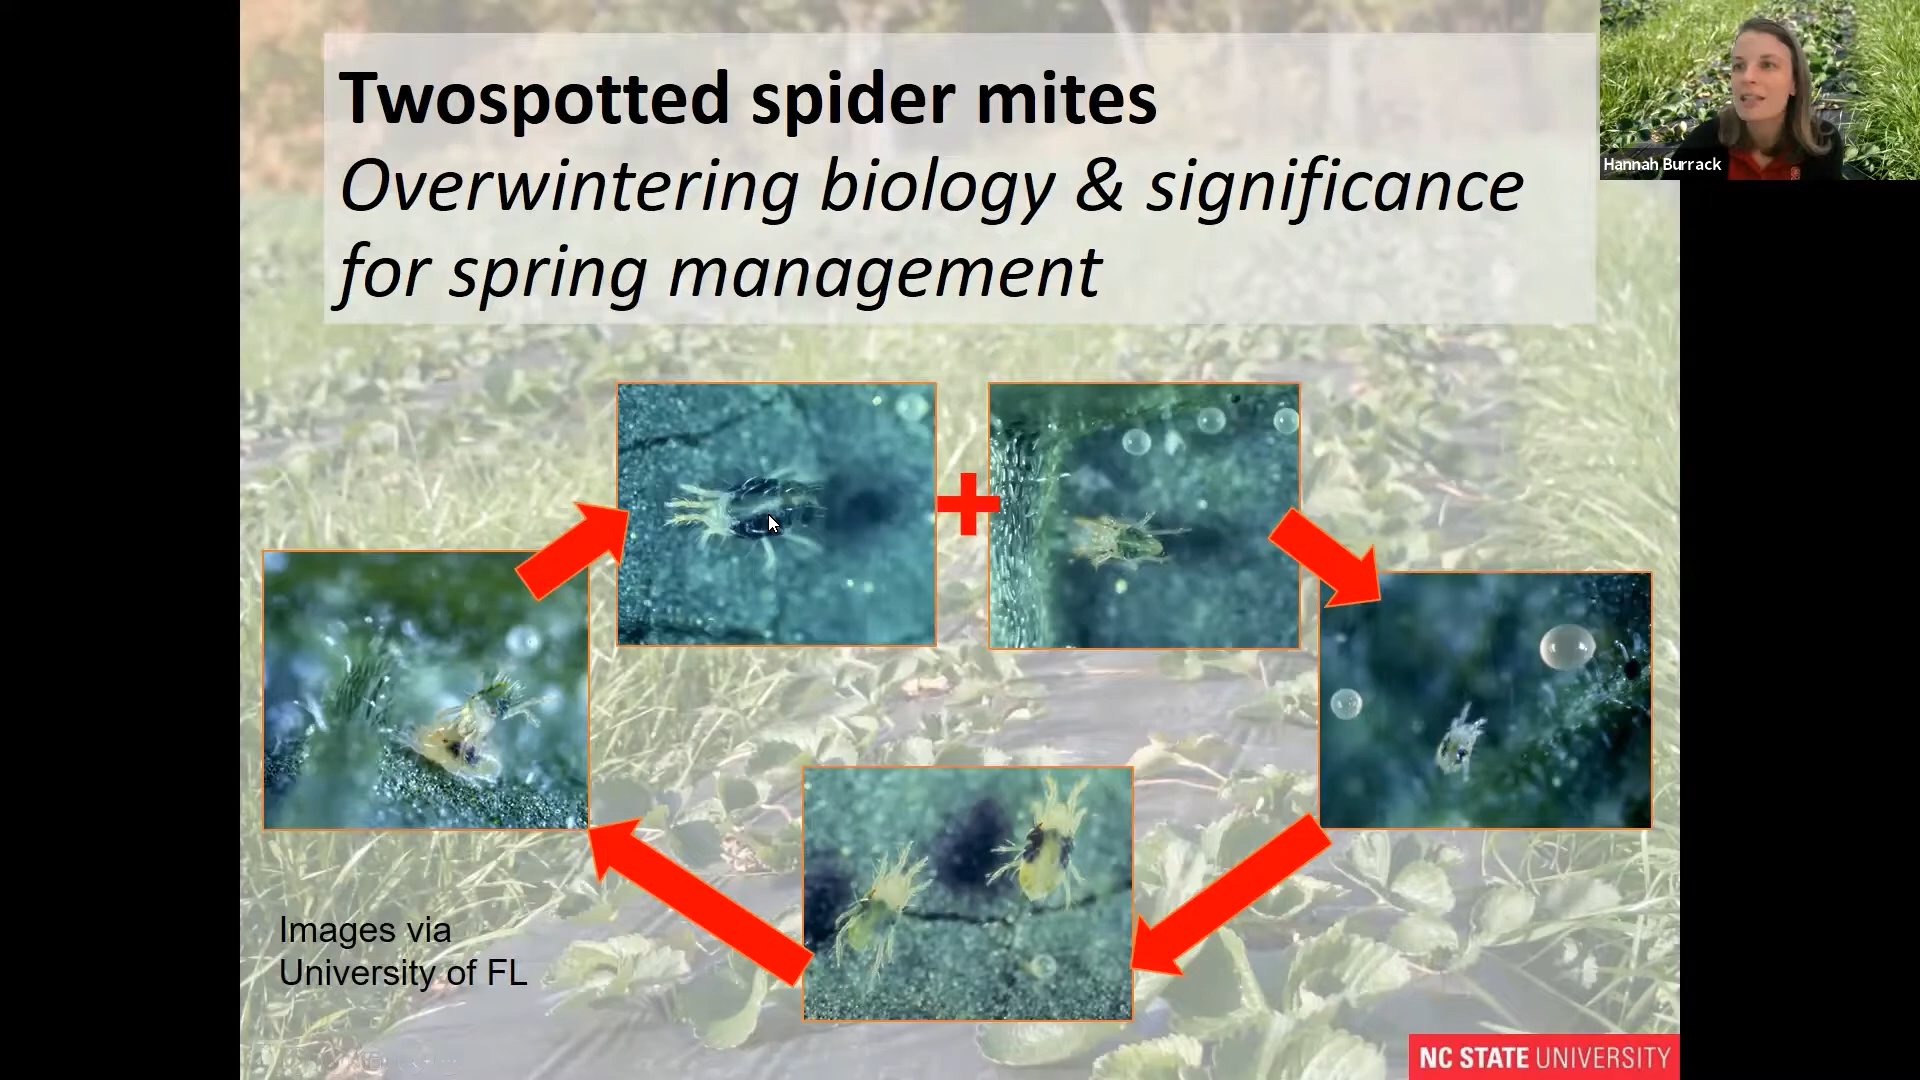 Twospotted spider mites
Overwintering biology & significance
for spring management
Hannah Burrack
Images via
University of FL
NC STATE UNIVERSITY